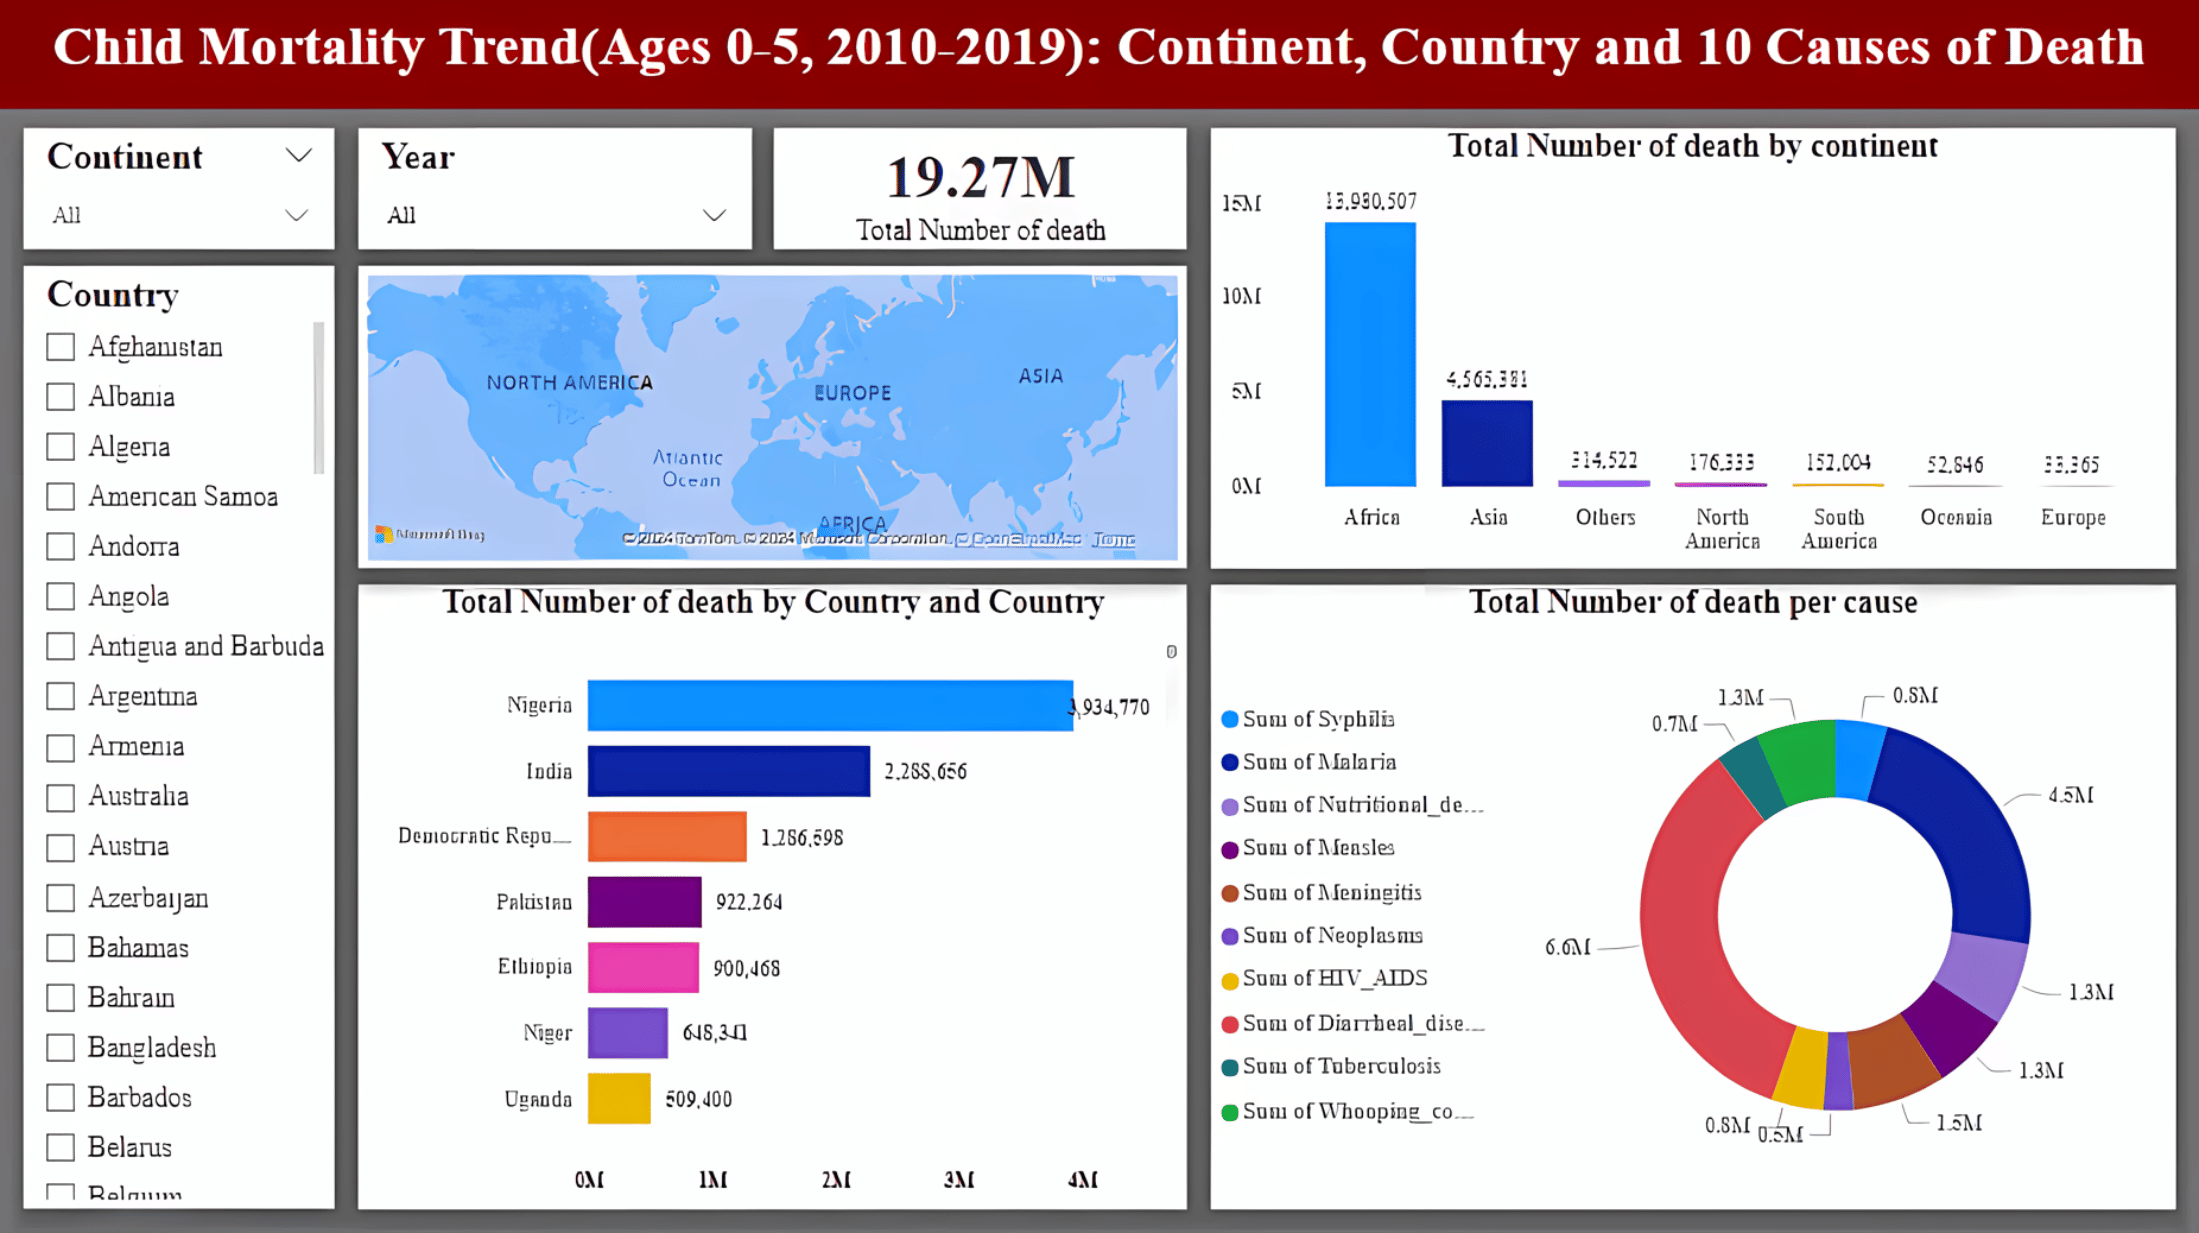 Child Mortality Trend(Ages 0-5, 2010-2019): Continent, Country and 10 Causes of Death
Continent
All
Year
All
19.27M
Total Number of death
Country
Afghanistan
Albania
Algeria
American Samoa
Andorra
Angola
Antigua and Barbuda
Argentina
Armenia
Australia
Austria
Azerbaijan
Bahamas
Bahrain
Bangladesh
Barbados
Belarus
Belgium
NORTH AMERICA
EUROPE
ASIA
Atlantic
Ocean
AFRICA
Microsoft Bing
© 2024 TomTom, © 2024 Microsoft Corporation, © OpenStreetMap Terms
Total Number of death by continent
15M
10M
5M
0M
13,980,507
4,565,381
314,522
176,333
152,004
52,846
33,365
Africa
Asia
Others
North
America
South
America
Oceania
Europe
Total Number of death by Country and Country
Nigeria
3,934,770
India
2,288,656
Democratic Repu...
1,286,598
Pakistan
922,264
Ethiopia
900,468
Niger
648,341
Uganda
509,400
0M 1M 2M 3M 4M
Total Number of death per cause
Sum of Syphilis
Sum of Malaria
Sum of Nutritional_de...
Sum of Measles
Sum of Meningitis
Sum of Neoplasms
Sum of HIV_AIDS
Sum of Diarrheal_dise...
Sum of Tuberculosis
Sum of Whooping_co...
0.8M
4.5M
1.3M
1.3M
1.5M
0.5M
0.8M
6.6M
0.7M
1.3M